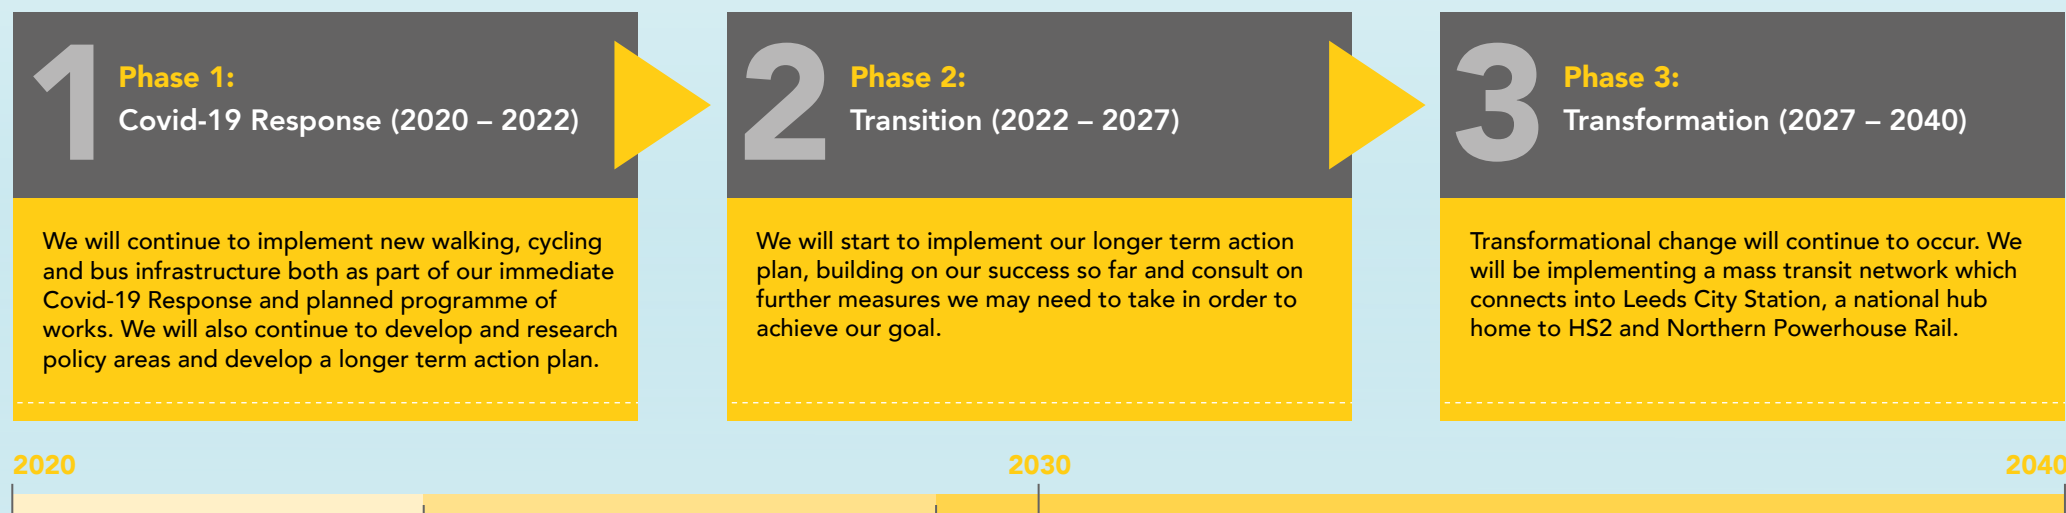 1
Phase 1:
Covid-19 Response (2020 – 2022)
We will continue to implement new walking, cycling
and bus infrastructure both as part of our immediate
Covid-19 Response and planned programme of
works. We will also continue to develop and research
policy areas and develop a longer term action plan.
2
Phase 2:
Transition (2022 – 2027)
We will start to implement our longer term action
plan, building on our success so far and consult on
further measures we may need to take in order to
achieve our goal.
3
Phase 3:
Transformation (2027 – 2040)
Transformational change will continue to occur. We
will be implementing a mass transit network which
connects into Leeds City Station, a national hub
home to HS2 and Northern Powerhouse Rail.
2020
2030
2040